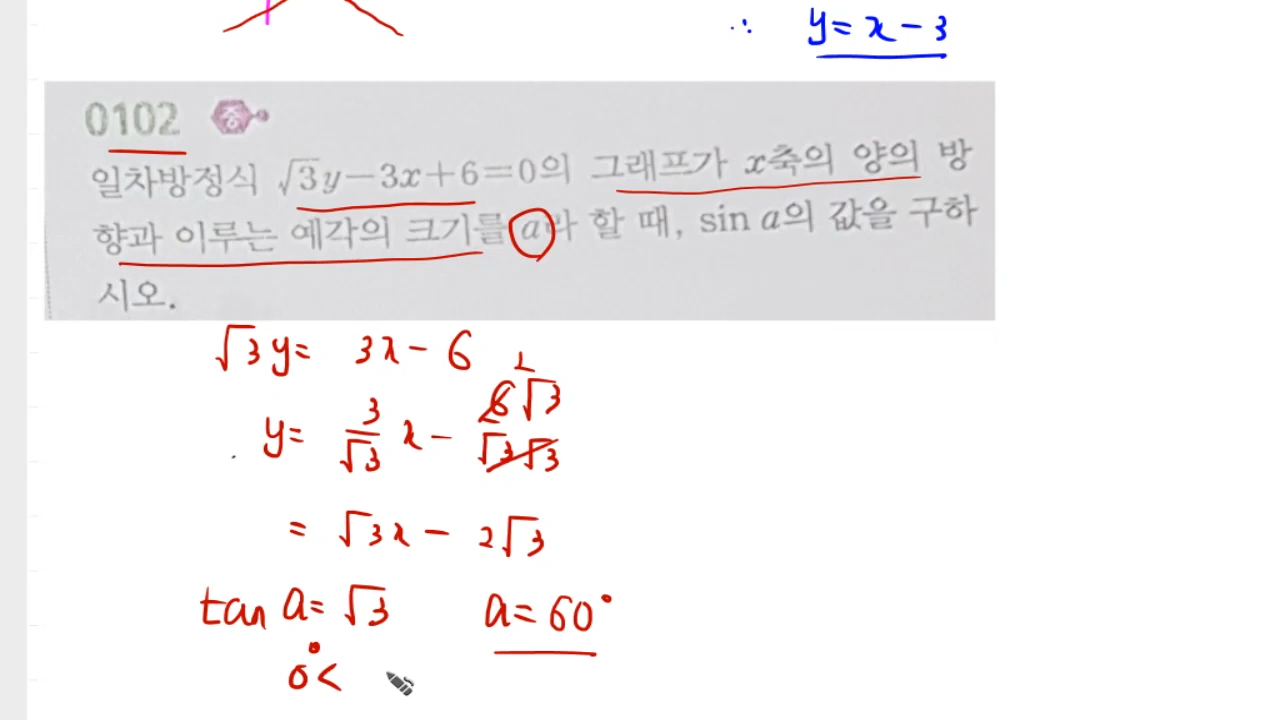 ∴ y = x - 3
0102 중
일차방정식 √3y-3x+6=0의 그래프가 x축의 양의 방
향과 이루는 예각의 크기를 a라 할 때, sin a의 값을 구하
시오.
√3 y = 3x - 6
y = 3/√3 x - 6√3/√3√3 2
= √3x - 2√3
tan a = √3 a = 60°
0° <